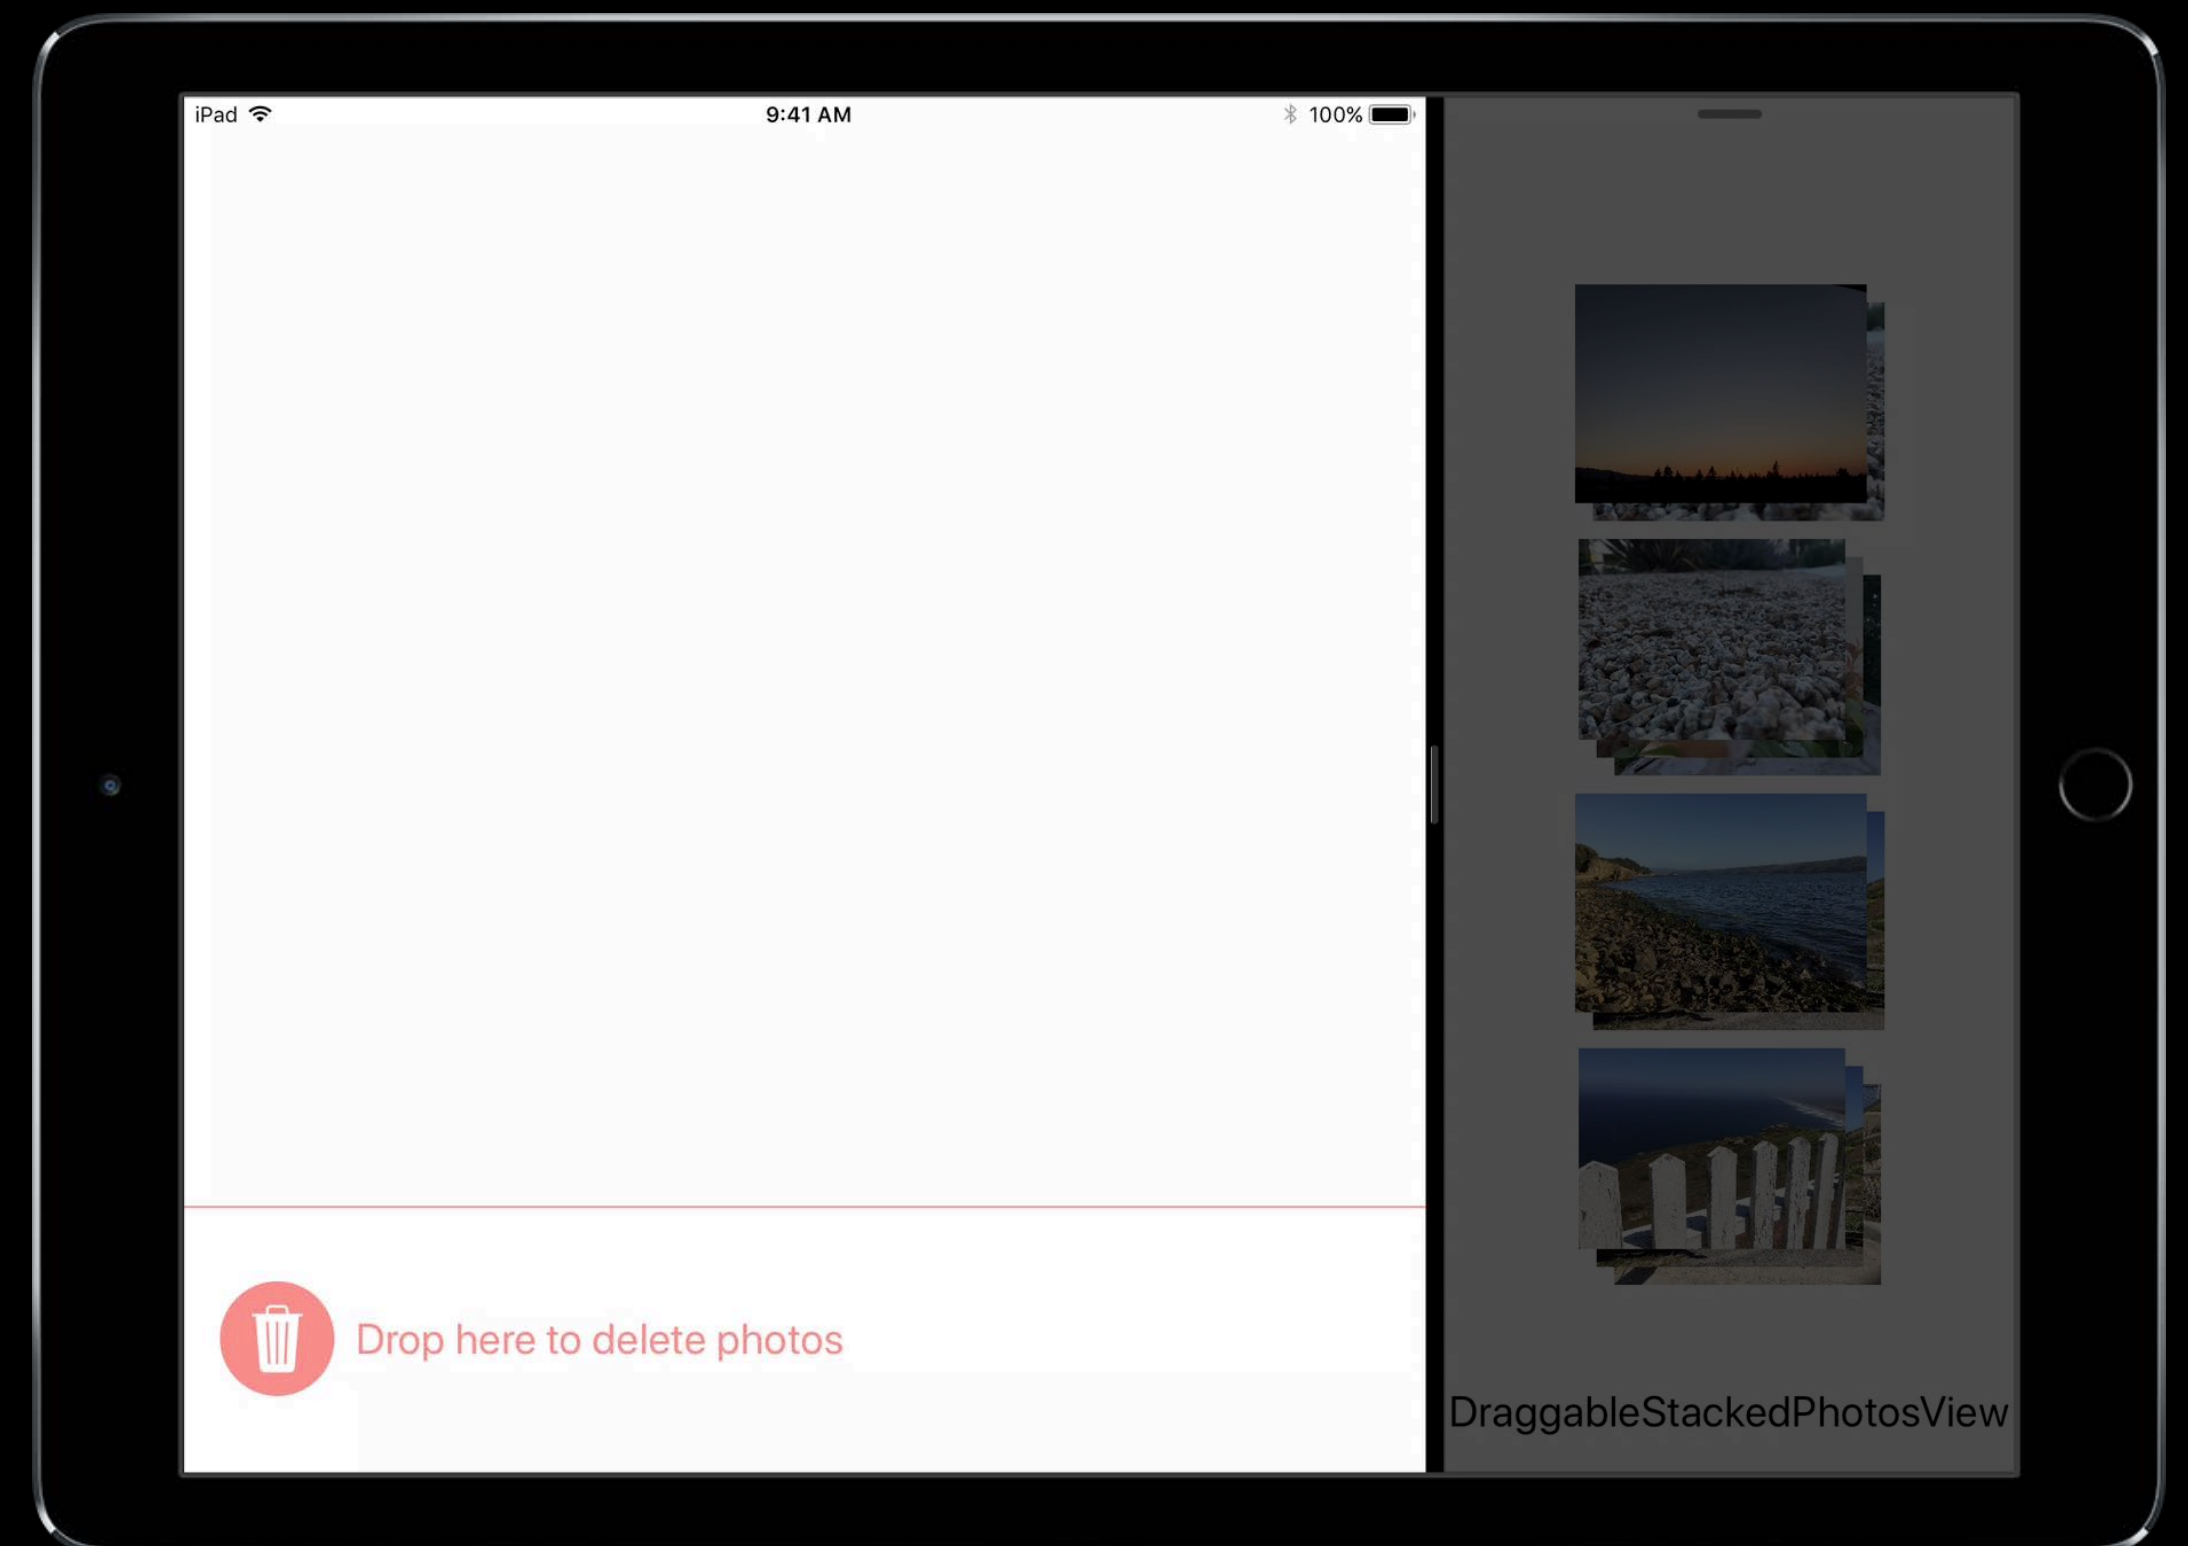 iPad
9:41 AM
100%
Drop here to delete photos
DraggableStackedPhotosView